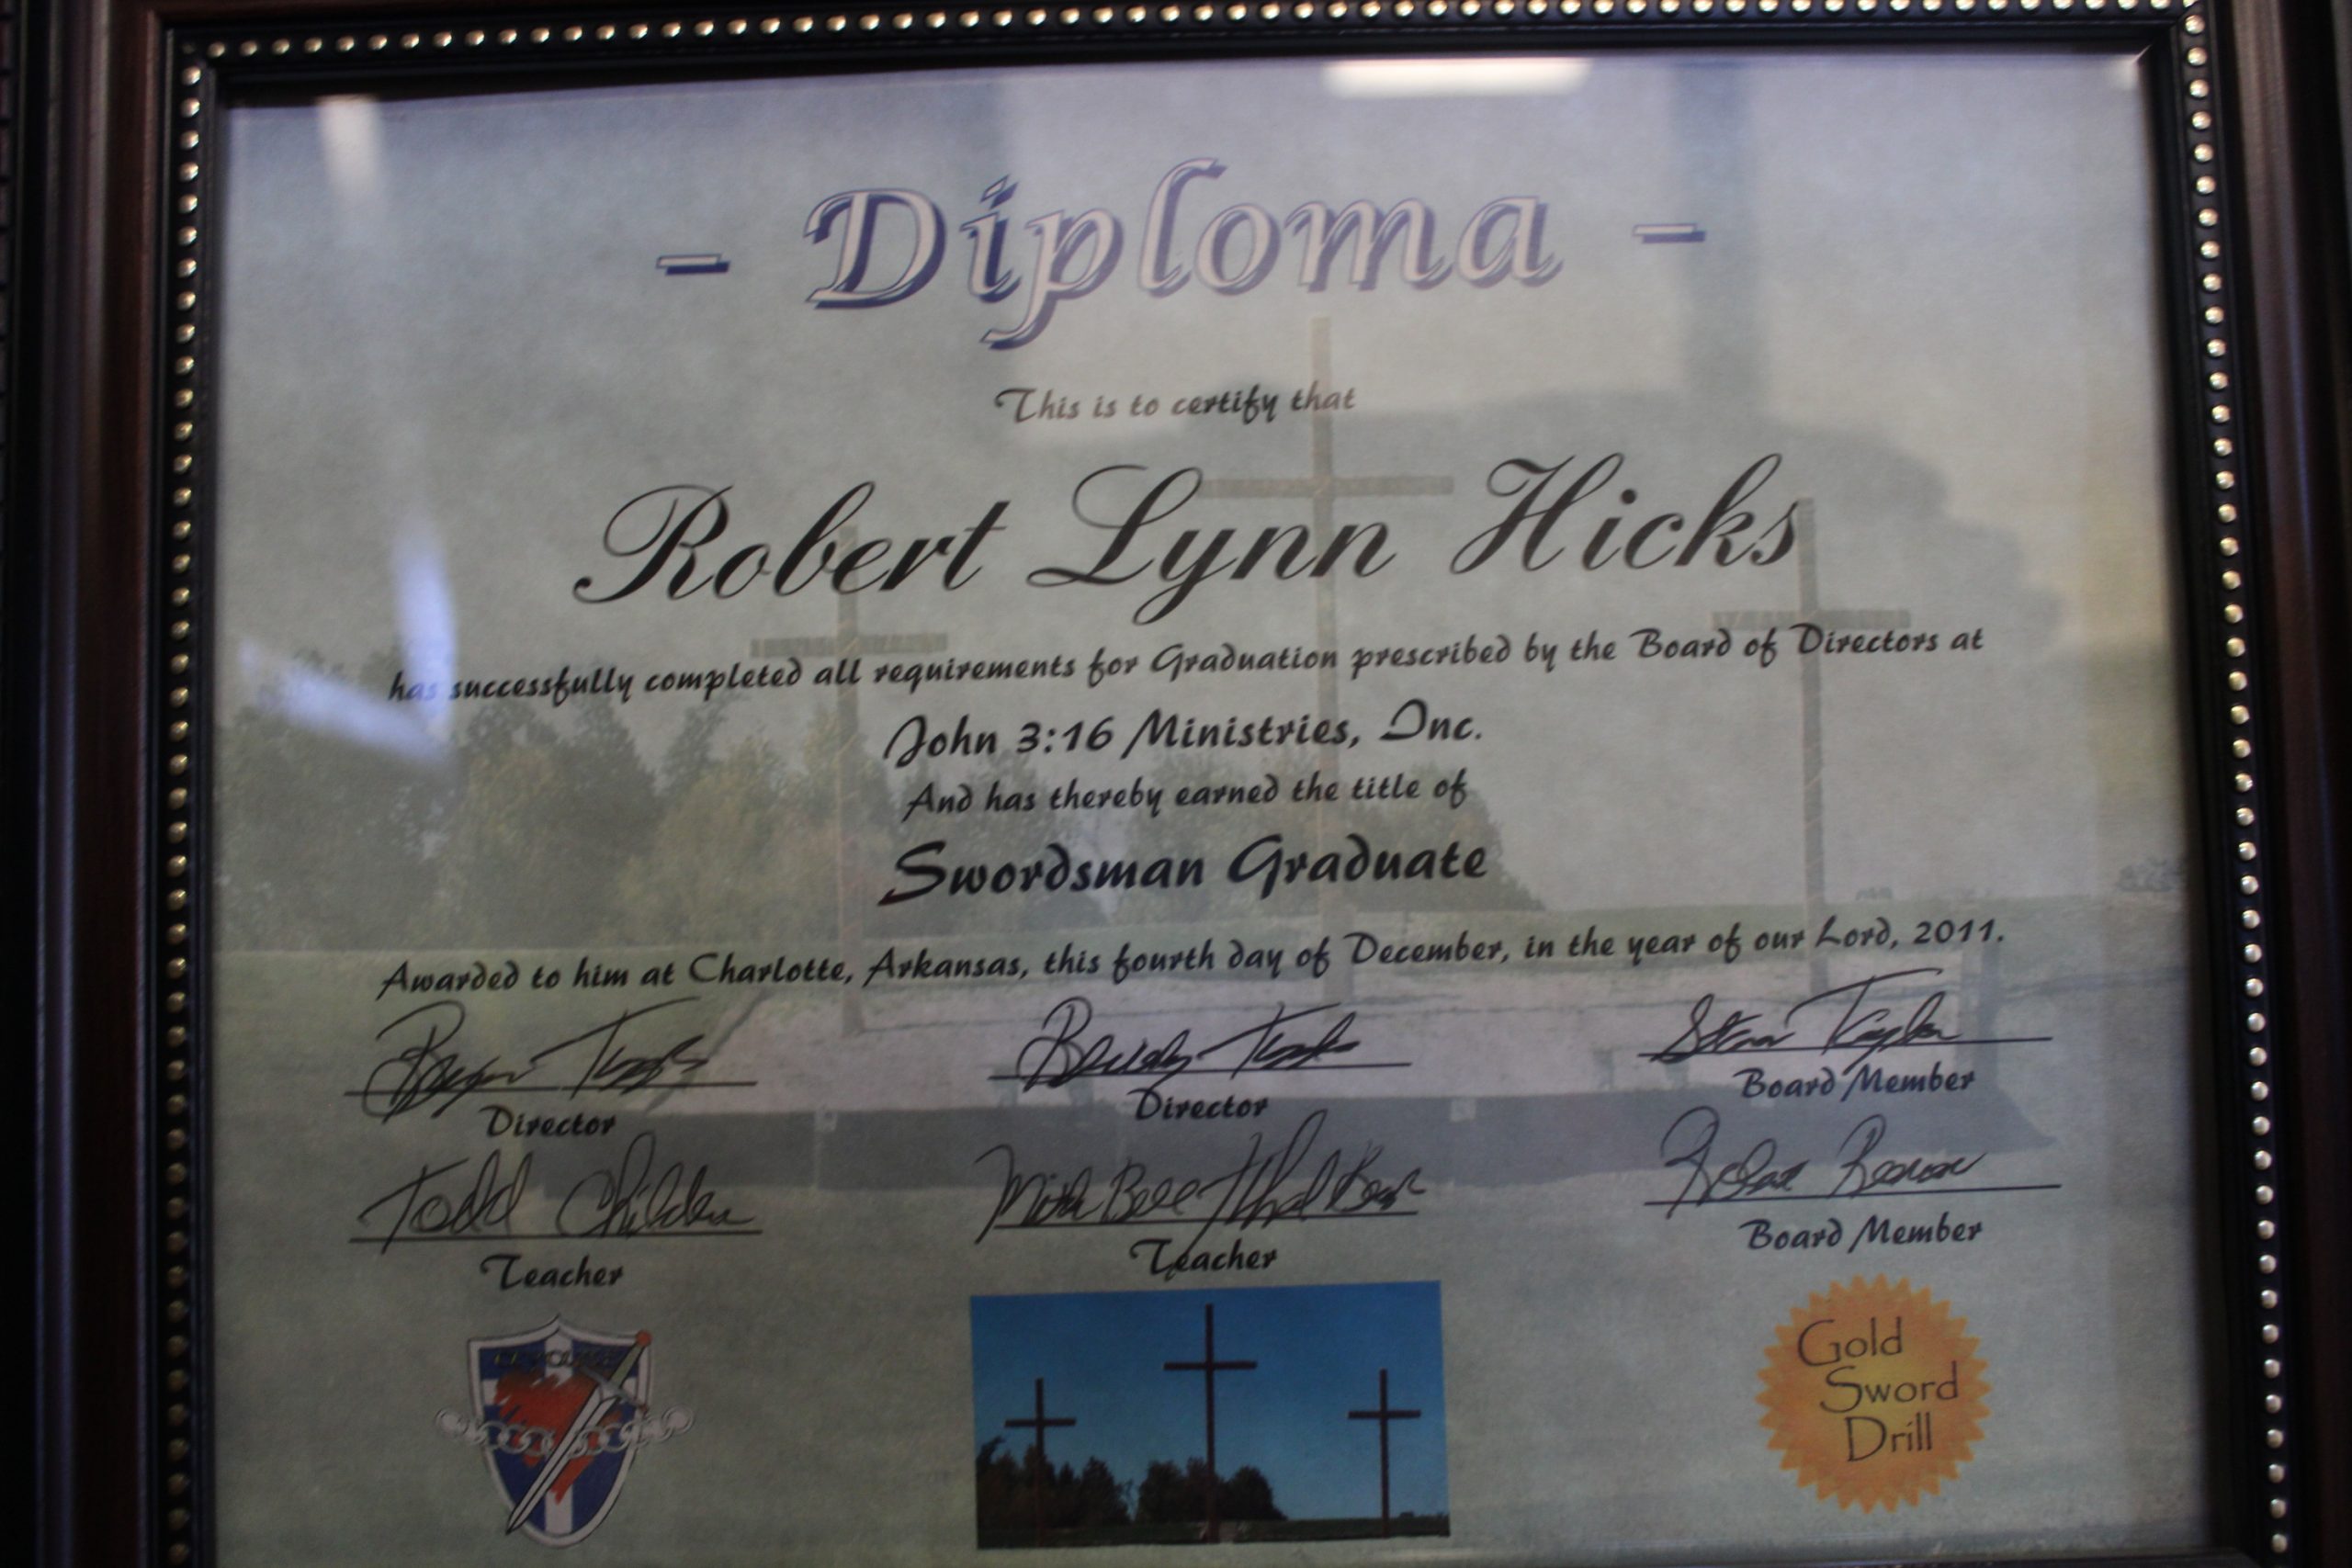 - Diploma -
This is to certify that
Robert Lynn Hicks
has successfully completed all requirements for Graduation prescribed by the Board of Directors at
John 3:16 Ministries, Inc.
And has thereby earned the title of
Swordsman Graduate
Awarded to him at Charlotte, Arkansas, this fourth day of December, in the year of our Lord, 2011.
Director
Director
Board Member
Todd
Teacher
Teacher
Board Member
Gold
Sword
Drill